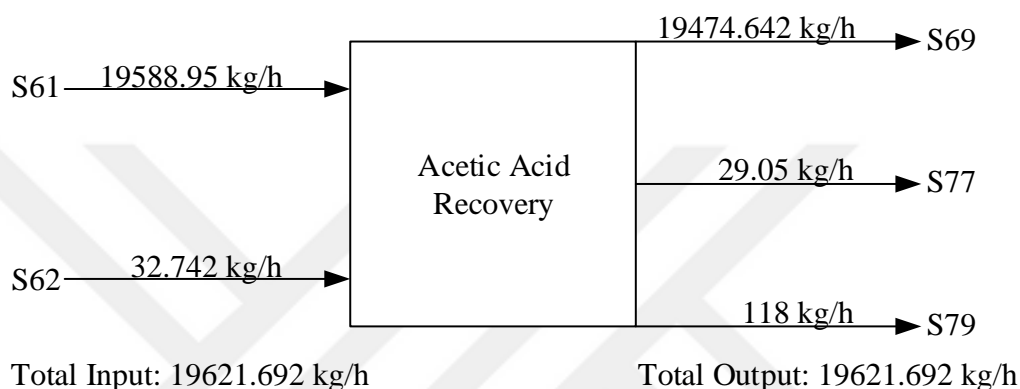 19474.642 kg/h
S69
S61
19588.95 kg/h
Acetic Acid
Recovery
29.05 kg/h
S77
S62
32.742 kg/h
118 kg/h
S79
Total Input: 19621.692 kg/h
Total Output: 19621.692 kg/h